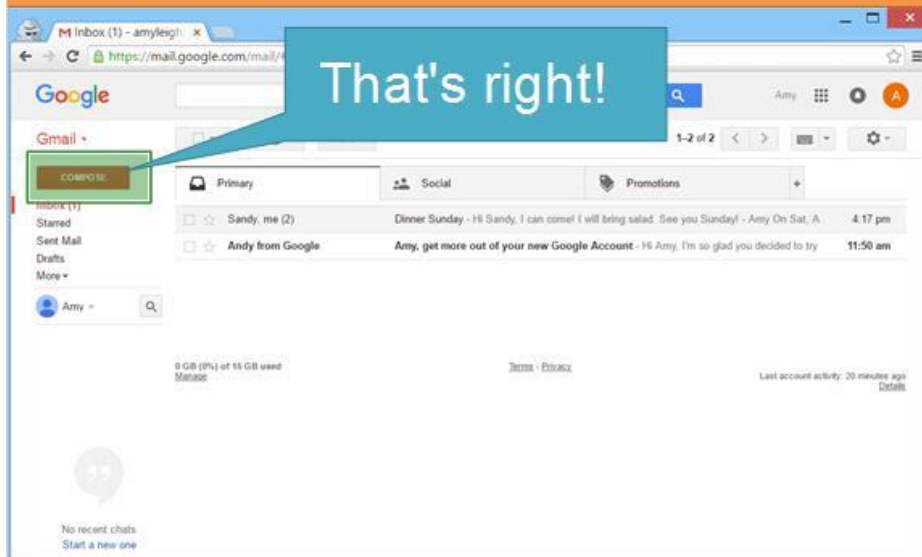 Inbox (1) - amyleigh
https://mail.google.com/mail/
That's right!
Google
Amy
A
Gmail
1–2 of 2
COMPOSE
Primary
Social
Promotions
+
Inbox (1)
Starred
Sent Mail
Drafts
More
Sandy, me (2)
Dinner Sunday - Hi Sandy, I can come! I will bring salad. See you Sunday! - Amy On Sat, A
4:17 pm
Andy from Google
Amy, get more out of your new Google Account - Hi Amy, I'm so glad you decided to try
11:50 am
Amy
0 GB (0%) of 15 GB used
Manage
Terms - Privacy
Last account activity: 20 minutes ago
Details
No recent chats
Start a new one